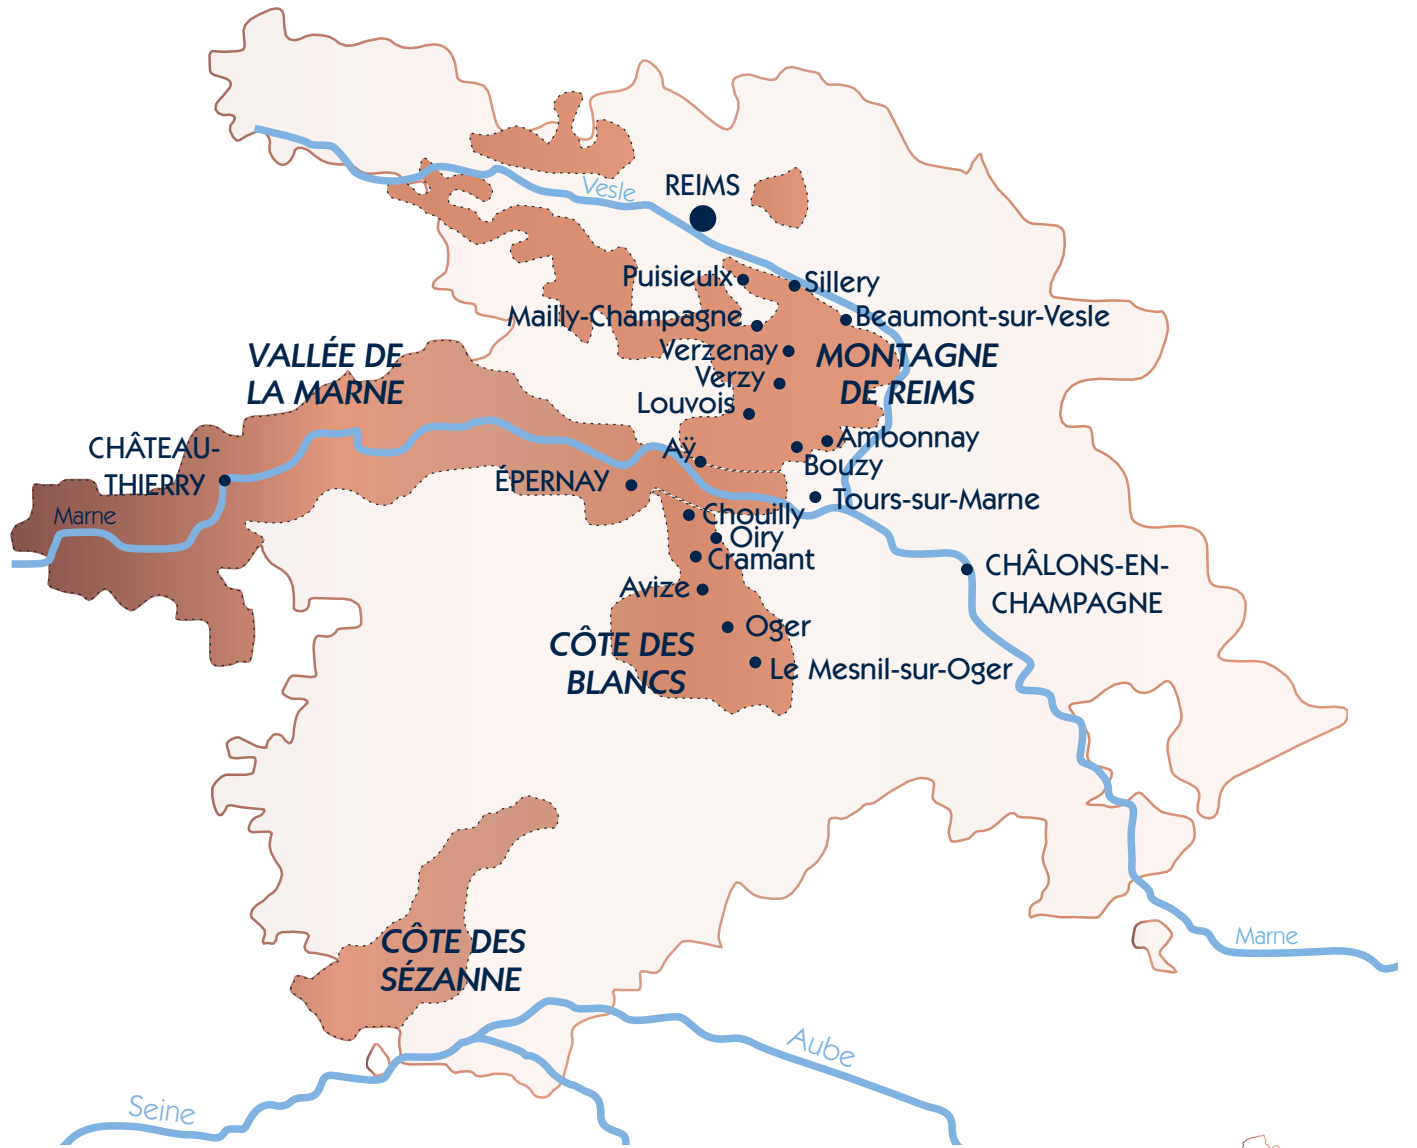 Vesle
REIMS
Puisieulx
Sillery
Mailly-Champagne
Beaumont-sur-Vesle
VALLÉE DE
LA MARNE
Verzenay
MONTAGNE
DE REIMS
Verzy
Louvois
CHÂTEAU-
THIERRY
Aÿ
Ambonnay
Bouzy
ÉPERNAY
Tours-sur-Marne
Marne
Chouilly
Oiry
Cramant
CHÂLONS-EN-
CHAMPAGNE
Avize
Oger
CÔTE DES
BLANCS
Le Mesnil-sur-Oger
CÔTE DES
SÉZANNE
Marne
Aube
Seine